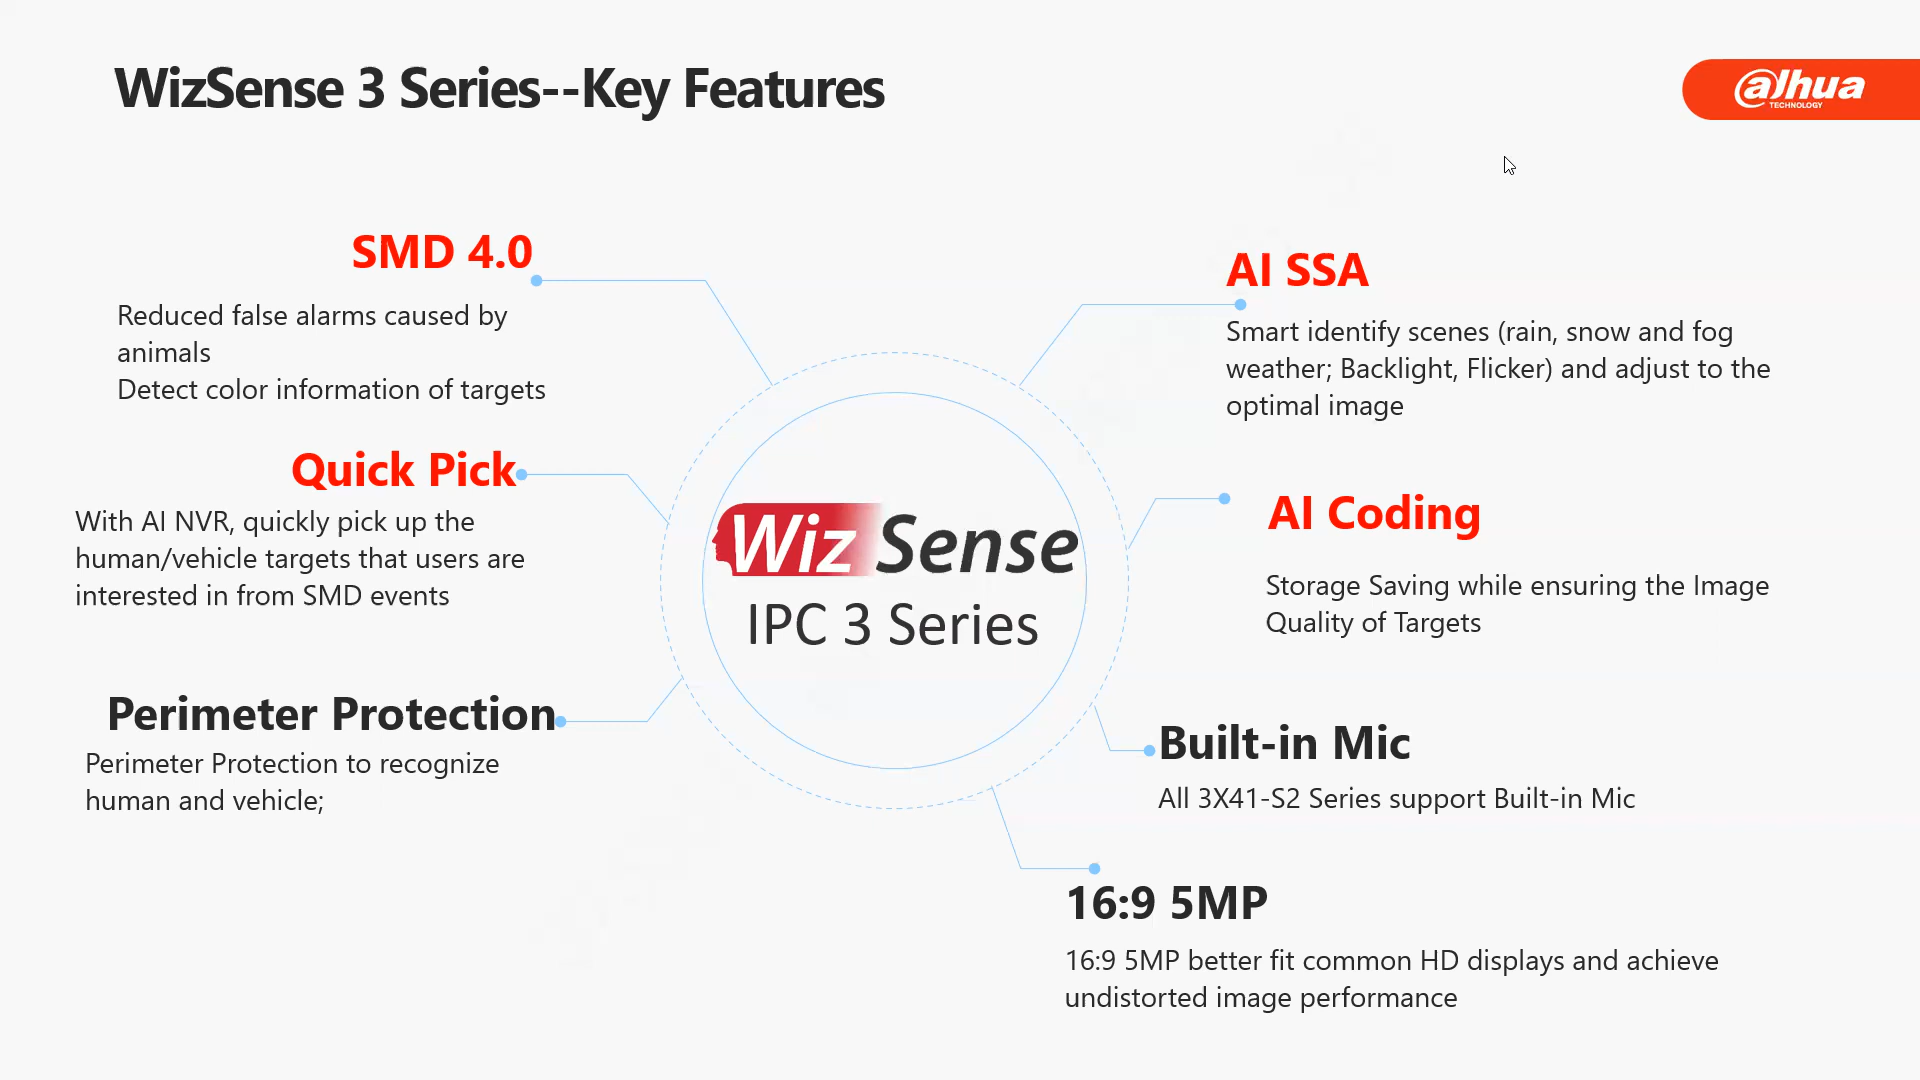 WizSense 3 Series--Key Features
alhua
TECHNOLOGY
SMD 4.0
Reduced false alarms caused by
animals
Detect color information of targets
Quick Pick
With AI NVR, quickly pick up the
human/vehicle targets that users are
interested in from SMD events
Perimeter Protection
Perimeter Protection to recognize
human and vehicle;
Wiz Sense
IPC 3 Series
AI SSA
Smart identify scenes (rain, snow and fog
weather; Backlight, Flicker) and adjust to the
optimal image
AI Coding
Storage Saving while ensuring the Image
Quality of Targets
Built-in Mic
All 3X41-S2 Series support Built-in Mic
16:9 5MP
16:9 5MP better fit common HD displays and achieve
undistorted image performance